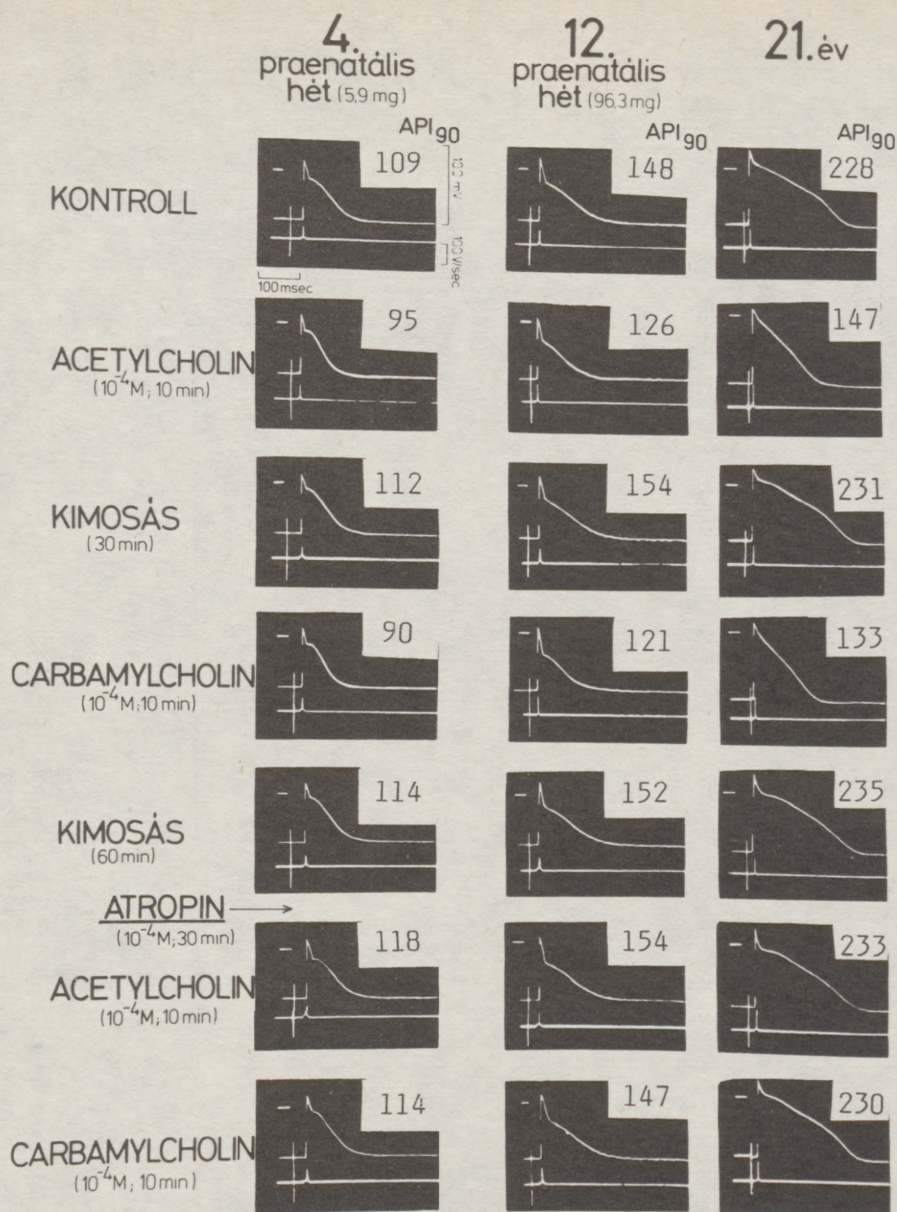 4. praenatális hét (5,9 mg)
12. praenatális hét (96,3 mg)
21. év
API90 API90 API90
KONTROLL 109 148 228
100 mV
100 V/sec
100 msec
ACETYLCHOLIN 95 126 147
(10⁻⁴M; 10 min)
KIMOSÁS 112 154 231
(30 min)
CARBAMYLCHOLIN 90 121 133
(10⁻⁴M; 10 min)
KIMOSÁS 114 152 235
(60 min)
ATROPIN →
(10⁻⁴M; 30 min)
ACETYLCHOLIN 118 154 233
(10⁻⁴M; 10 min)
CARBAMYLCHOLIN 114 147 230
(10⁻⁴M; 10 min)